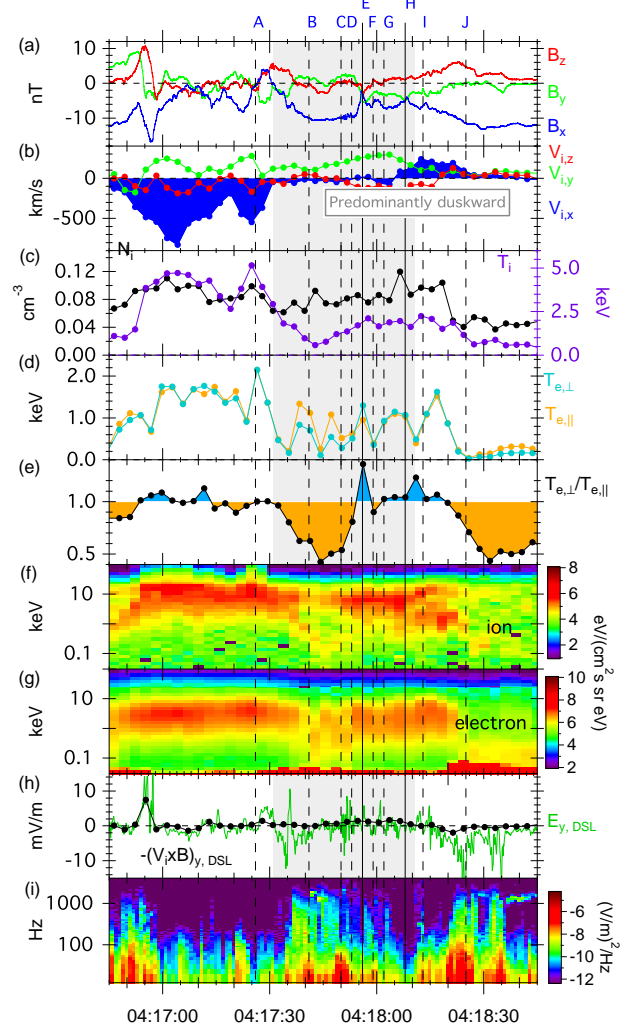 E H
A B C D F G I J
(a)
10
0
-10
nT
B_z
B_y
B_x
(b)
0
-500
km/s
V_i,z
V_i,y
V_i,x
Predominantly duskward
(c)
N_i
T_i
0.12
0.08
0.04
0.00
cm^-3
5.0
2.5
0.0
keV
(d)
2.0
1.0
0.0
keV
T_e,⊥
T_e,||
(e)
1.0
0.5
T_e,⊥/T_e,||
(f)
10
0.1
keV
ion
8
6
4
2
eV/(cm^2 s sr eV)
(g)
10
0.1
keV
electron
10
8
6
4
2
(h)
10
0
-10
mV/m
-(V_ixB)_y, DSL
E_y, DSL
(i)
1000
100
Hz
-6
-8
-10
-12
(V/m)^2/Hz
04:17:00 04:17:30 04:18:00 04:18:30